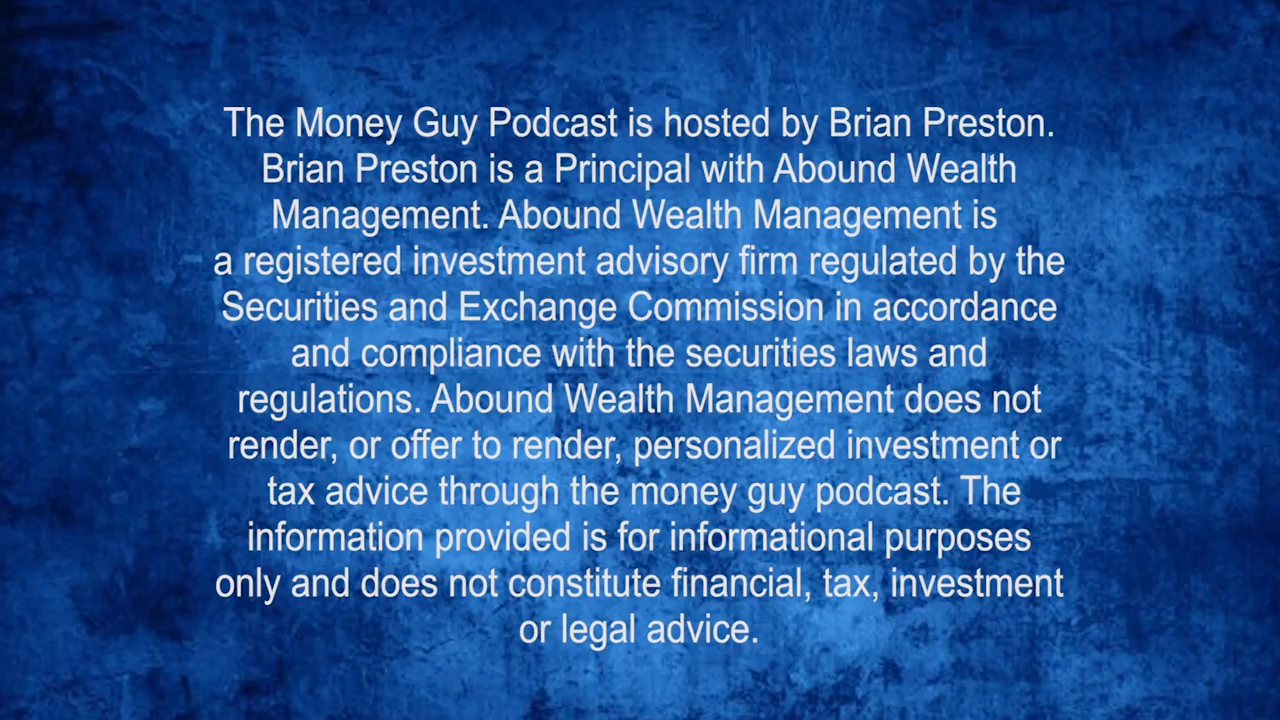 The Money Guy Podcast is hosted by Brian Preston.
Brian Preston is a Principal with Abound Wealth
Management. Abound Wealth Management is
a registered investment advisory firm regulated by the
Securities and Exchange Commission in accordance
and compliance with the securities laws and
regulations. Abound Wealth Management does not
render, or offer to render, personalized investment or
tax advice through the money guy podcast. The
information provided is for informational purposes
only and does not constitute financial, tax, investment
or legal advice.